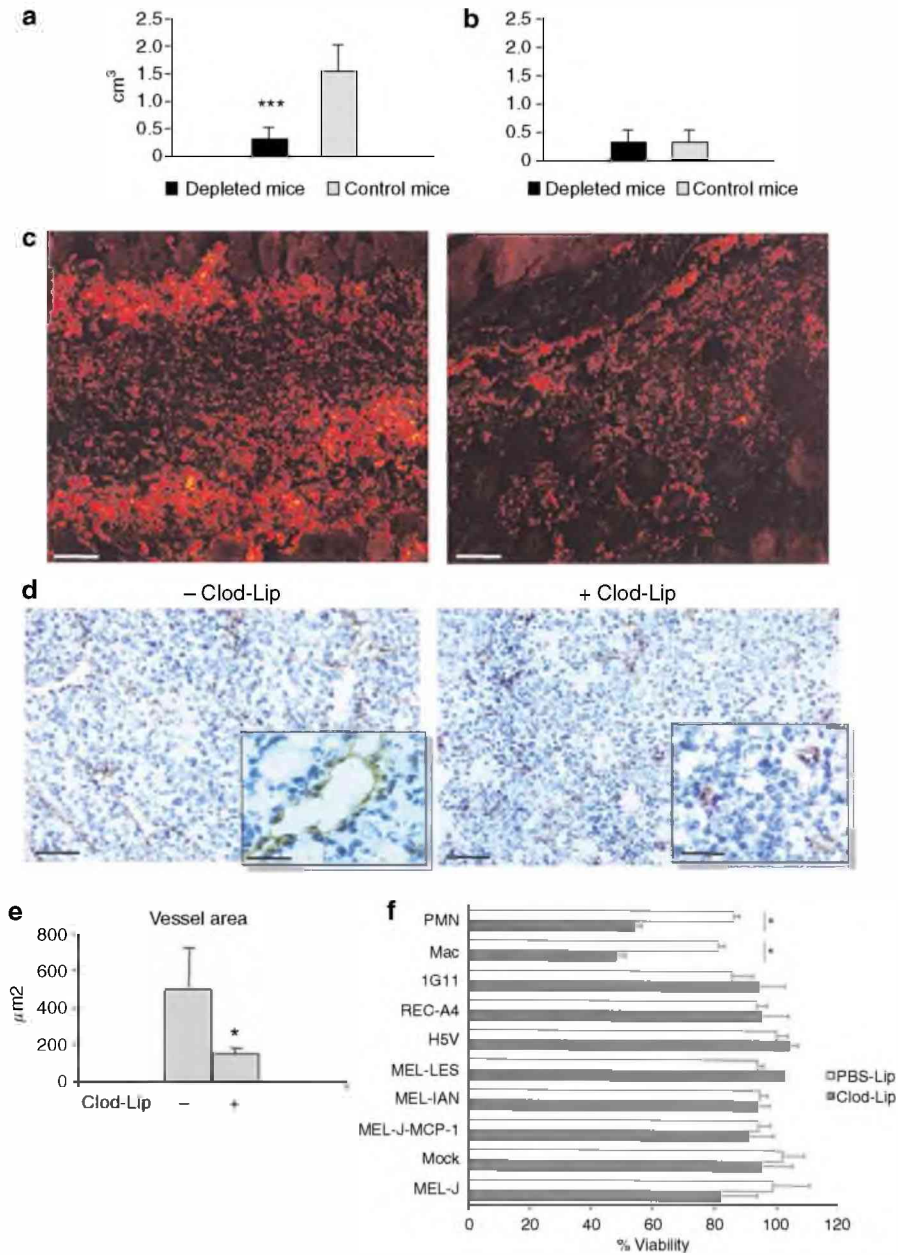 a
2.5
2.0
1.5
1.0
0.5
0
cm3
***
■ Depleted mice □ Control mice
b
2.5
2.0
1.5
1.0
0.5
0
■ Depleted mice □ Control mice
c
d
– Clod-Lip
+ Clod-Lip
e
Vessel area
800
600
400
200
0
μm2
*
Clod-Lip – +
f
PMN
*
Mac
*
1G11
REC-A4
H5V
MEL-LES
MEL-IAN
MEL-J-MCP-1
Mock
MEL-J
□PBS-Lip
■Clod-Lip
0 20 40 60 80 100 120
% Viability